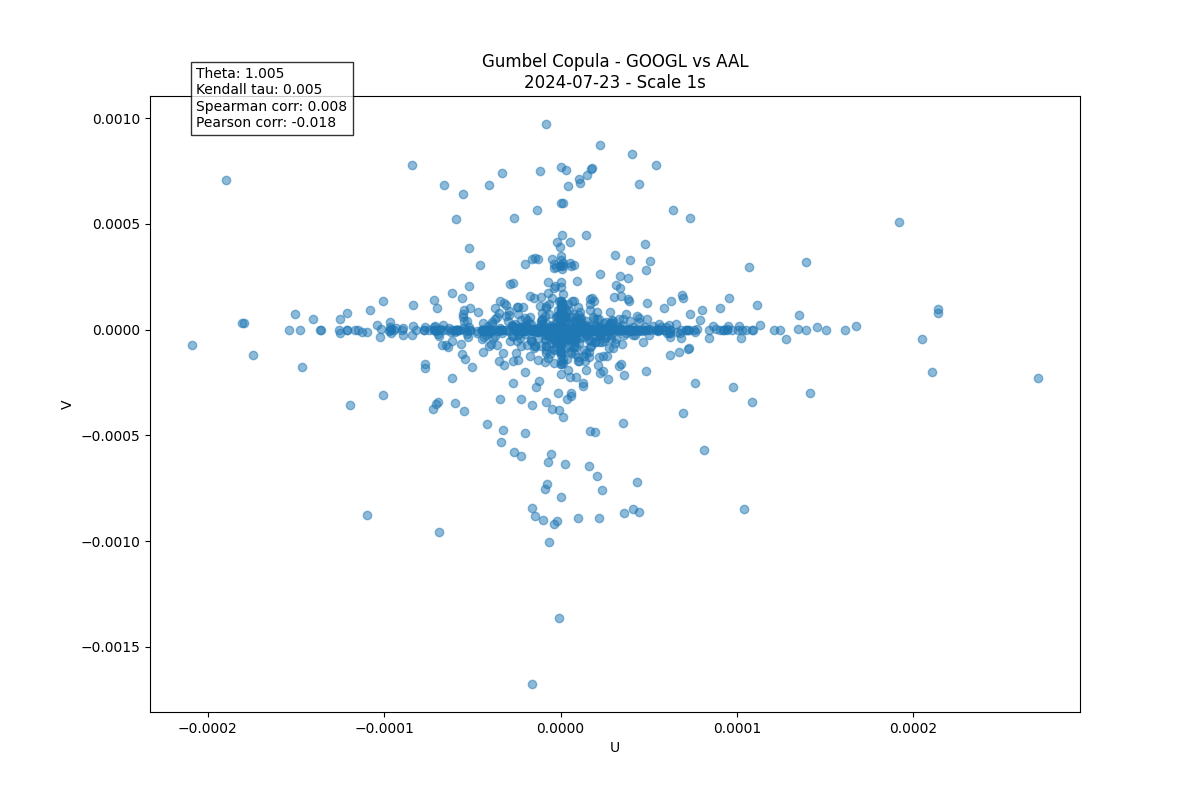 Gumbel Copula - GOOGL vs AAL
2024-07-23 - Scale 1s
Theta: 1.005
Kendall tau: 0.005
Spearman corr: 0.008
Pearson corr: -0.018
0.0010
0.0005
0.0000
−0.0005
−0.0010
−0.0015
V
−0.0002
−0.0001
0.0000
0.0001
0.0002
U